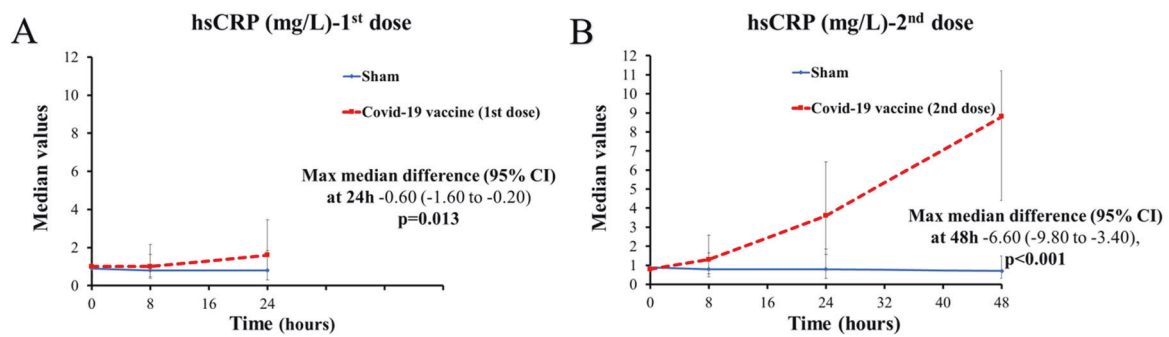 A
hsCRP (mg/L)-1st dose
12
10
8
6
4
2
0
Median values
Sham
Covid-19 vaccine (1st dose)
Max median difference (95% CI)
at 24h -0.60 (-1.60 to -0.20)
p=0.013
0 8 16 24
Time (hours)
B
hsCRP (mg/L)-2nd dose
12
11
10
9
8
7
6
5
4
3
2
1
0
Median values
Sham
Covid-19 vaccine (2nd dose)
Max median difference (95% CI)
at 48h -6.60 (-9.80 to -3.40),
p<0.001
0 8 16 24 32 40 48
Time (hours)